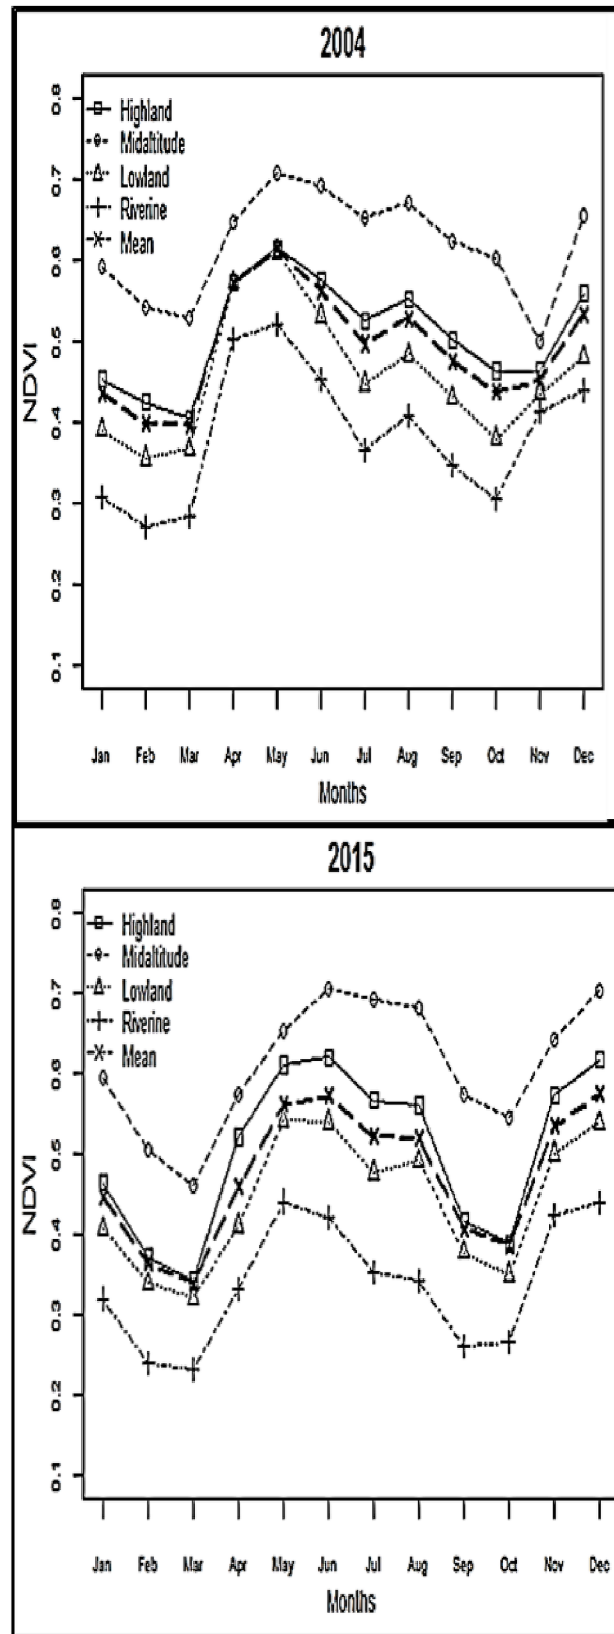 2004
0.8
Highland
Midaltitude
0.7
Lowland
Riverine
0.6
Mean
0.5
NDVI
0.4
0.3
0.2
0.1
Jan Feb Mar Apr May Jun Jul Aug Sep Oct Nov Dec
Months
2015
0.8
Highland
Midaltitude
0.7
Lowland
Riverine
0.6
Mean
0.5
NDVI
0.4
0.3
0.2
0.1
Jan Feb Mar Apr May Jun Jul Aug Sep Oct Nov Dec
Months